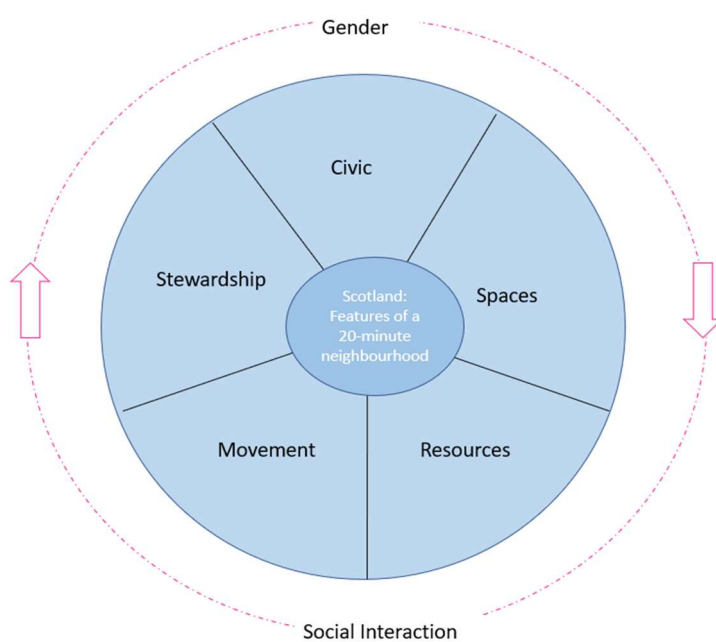 Gender
Civic
Stewardship
Spaces
Scotland:
Features of a
20-minute
neighbourhood
Movement
Resources
Social Interaction